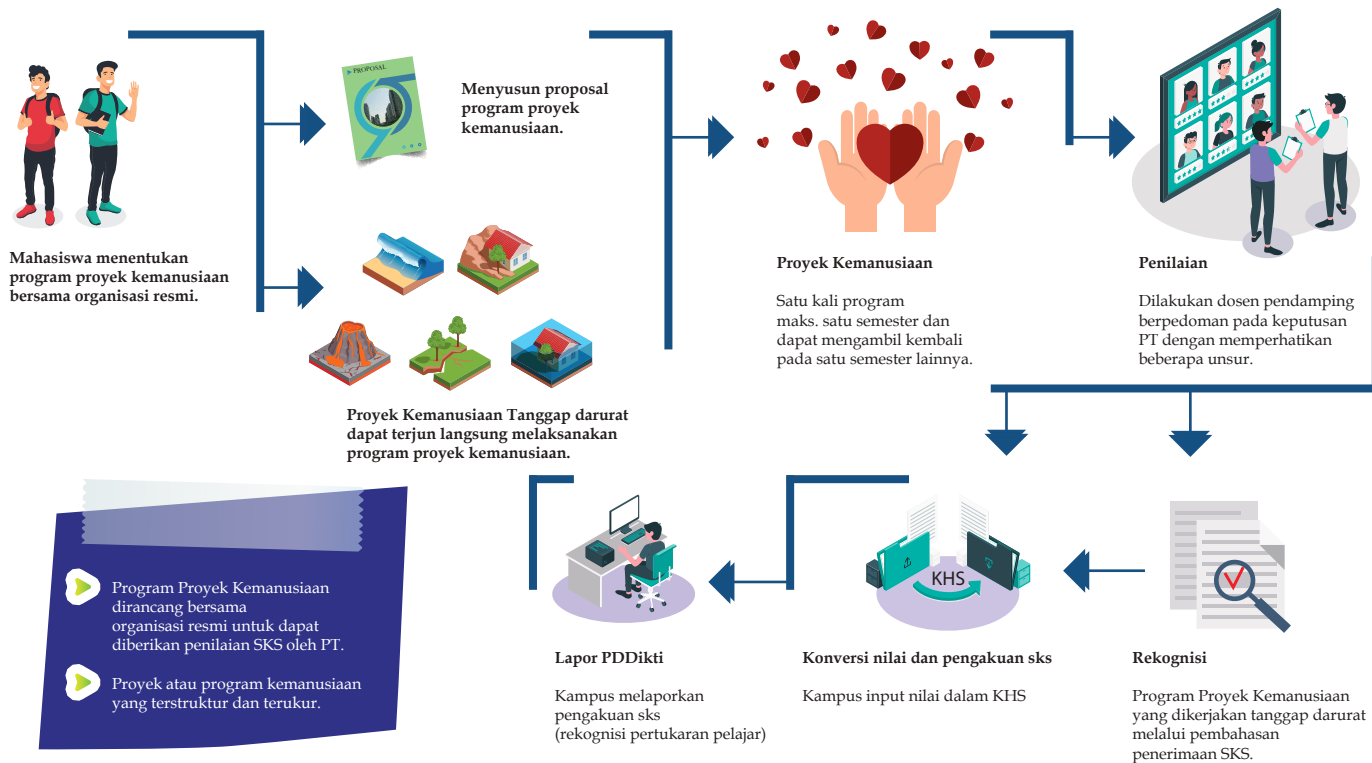 Mahasiswa menentukan
program proyek kemanusiaan
bersama organisasi resmi.
PROPOSAL
Menyusun proposal
program proyek
kemanusiaan.
Proyek Kemanusiaan Tanggap darurat
dapat terjun langsung melaksanakan
program proyek kemanusiaan.
Proyek Kemanusiaan
Satu kali program
maks. satu semester dan
dapat mengambil kembali
pada satu semester lainnya.
Penilaian
Dilakukan dosen pendamping
berpedoman pada keputusan
PT dengan memperhatikan
beberapa unsur.
Rekognisi
Program Proyek Kemanusiaan
yang dikerjakan tanggap darurat
melalui pembahasan
penerimaan SKS.
KHS
Konversi nilai dan pengakuan sks
Kampus input nilai dalam KHS
Lapor PDDikti
Kampus melaporkan
pengakuan sks
(rekognisi pertukaran pelajar)
Program Proyek Kemanusiaan
dirancang bersama
organisasi resmi untuk dapat
diberikan penilaian SKS oleh PT.
Proyek atau program kemanusiaan
yang terstruktur dan terukur.